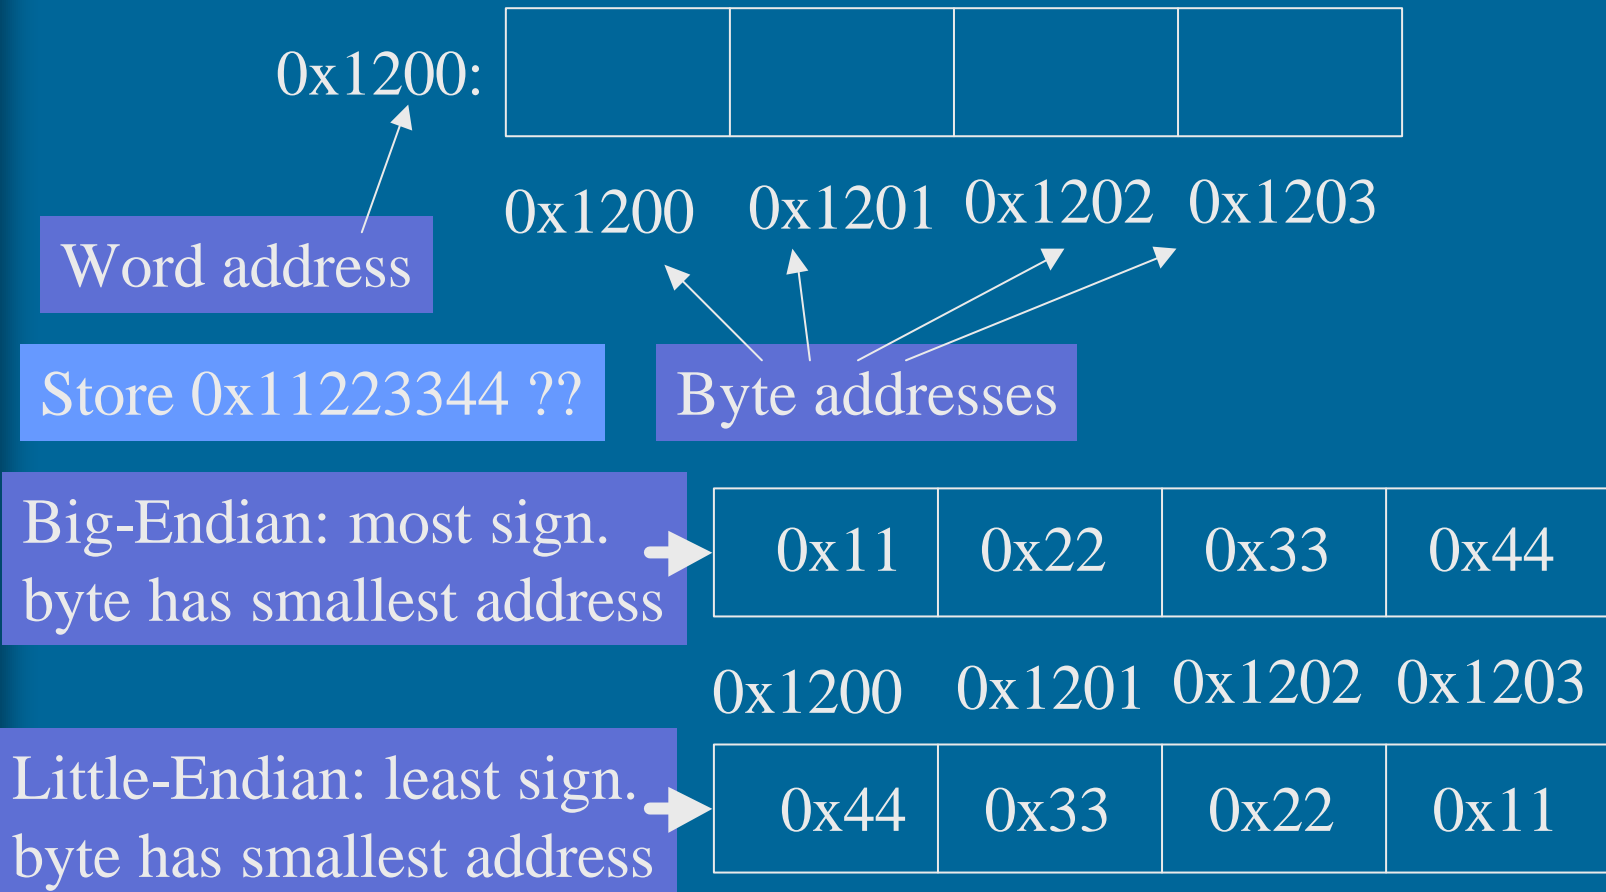 0x1200:
0x1200 0x1201 0x1202 0x1203
Word address
Store 0x11223344 ??
Byte addresses
Big-Endian: most sign.
byte has smallest address
0x11 0x22 0x33 0x44
0x1200 0x1201 0x1202 0x1203
Little-Endian: least sign.
byte has smallest address
0x44 0x33 0x22 0x11